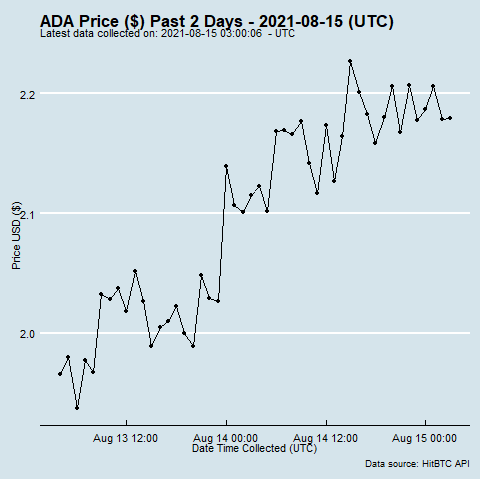 ADA Price ($) Past 2 Days - 2021-08-15 (UTC)
Latest data collected on: 2021-08-15 03:00:06 - UTC
2.2
2.1
2.0
Price USD ($)
Aug 13 12:00 Aug 14 00:00 Aug 14 12:00 Aug 15 00:00
Date Time Collected (UTC)
Data source: HitBTC API